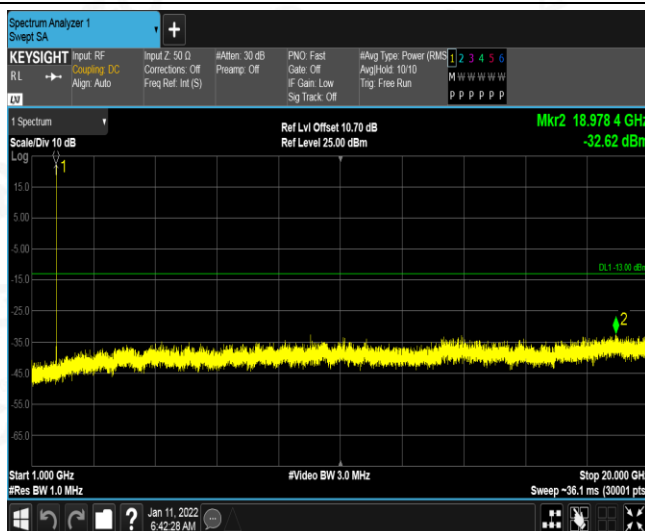 Spectrum Analyzer 1
Swept SA
KEYSIGHT Input: RF Input Z: 50 Ω #Atten: 30 dB PNO: Fast #Avg Type: Power (RMS 1 2 3 4 5 6
RL Coupling: DC Corrections: Off Preamp: Off Gate: Off Avg|Hold: 10/10 M W W W W W
Align: Auto Freq Ref: Int (S) IF Gain: Low Trig: Free Run
LXI Sig Track: Off P P P P P P
1 Spectrum Ref Lvl Offset 10.70 dB Mkr2 18.978 4 GHz
Scale/Div 10 dB Ref Level 25.00 dBm -32.62 dBm
Log
1
15.0
5.00
-5.00
DL1 -13.00 dBm
-15.0
-25.0
2
-35.0
-45.0
-55.0
-65.0
Start 1.000 GHz #Video BW 3.0 MHz Stop 20.000 GHz
#Res BW 1.0 MHz Sweep ~36.1 ms (30001 pts
? Jan 11, 2022
6:42:28 AM